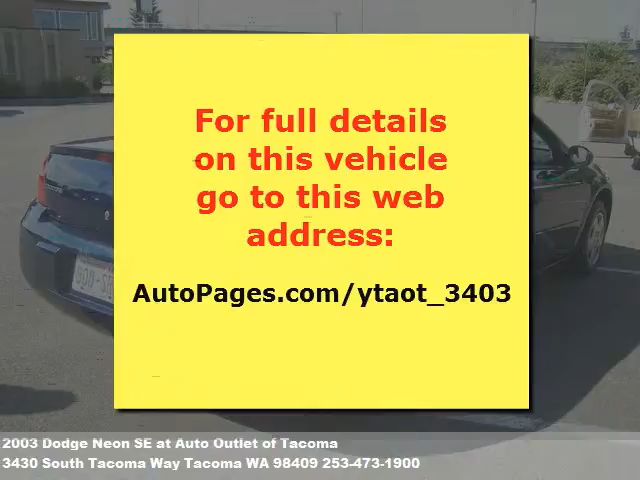 For full details
on this vehicle
go to this web
address:
AutoPages.com/ytaot_3403
2003 Dodge Neon SE at Auto Outlet of Tacoma
3430 South Tacoma Way Tacoma WA 98409 253-473-1900